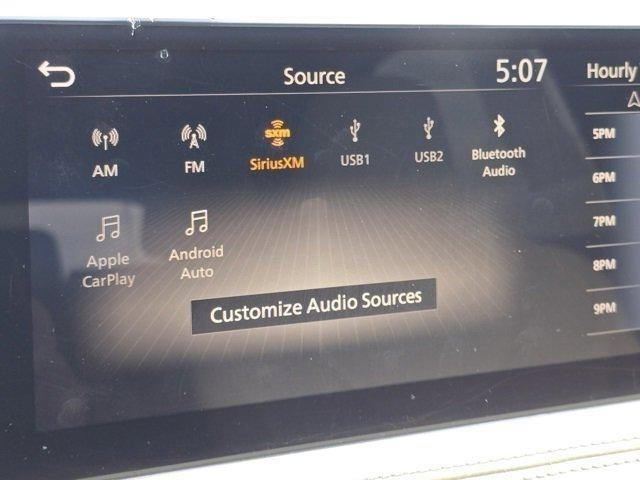 Source
5:07
Hourly
AM
FM
sxm
SiriusXM
USB1
USB2
Bluetooth
Audio
Apple
CarPlay
Android
Auto
Customize Audio Sources
5PM
6PM
7PM
8PM
9PM